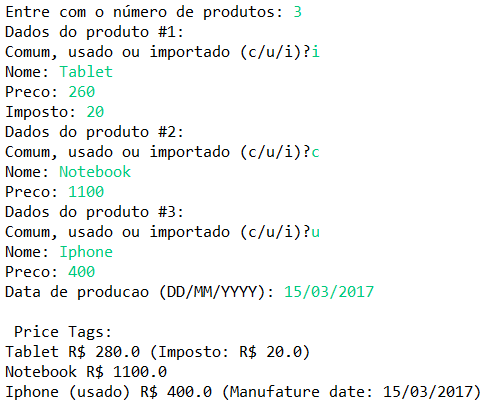 Entre com o número de produtos: 3
Dados do produto #1:
Comum, usado ou importado (c/u/i)?i
Nome: Tablet
Preco: 260
Imposto: 20
Dados do produto #2:
Comum, usado ou importado (c/u/i)?c
Nome: Notebook
Preco: 1100
Dados do produto #3:
Comum, usado ou importado (c/u/i)?u
Nome: Iphone
Preco: 400
Data de producao (DD/MM/YYYY): 15/03/2017
Price Tags:
Tablet R$ 280.0 (Imposto: R$ 20.0)
Notebook R$ 1100.0
Iphone (usado) R$ 400.0 (Manufature date: 15/03/2017)